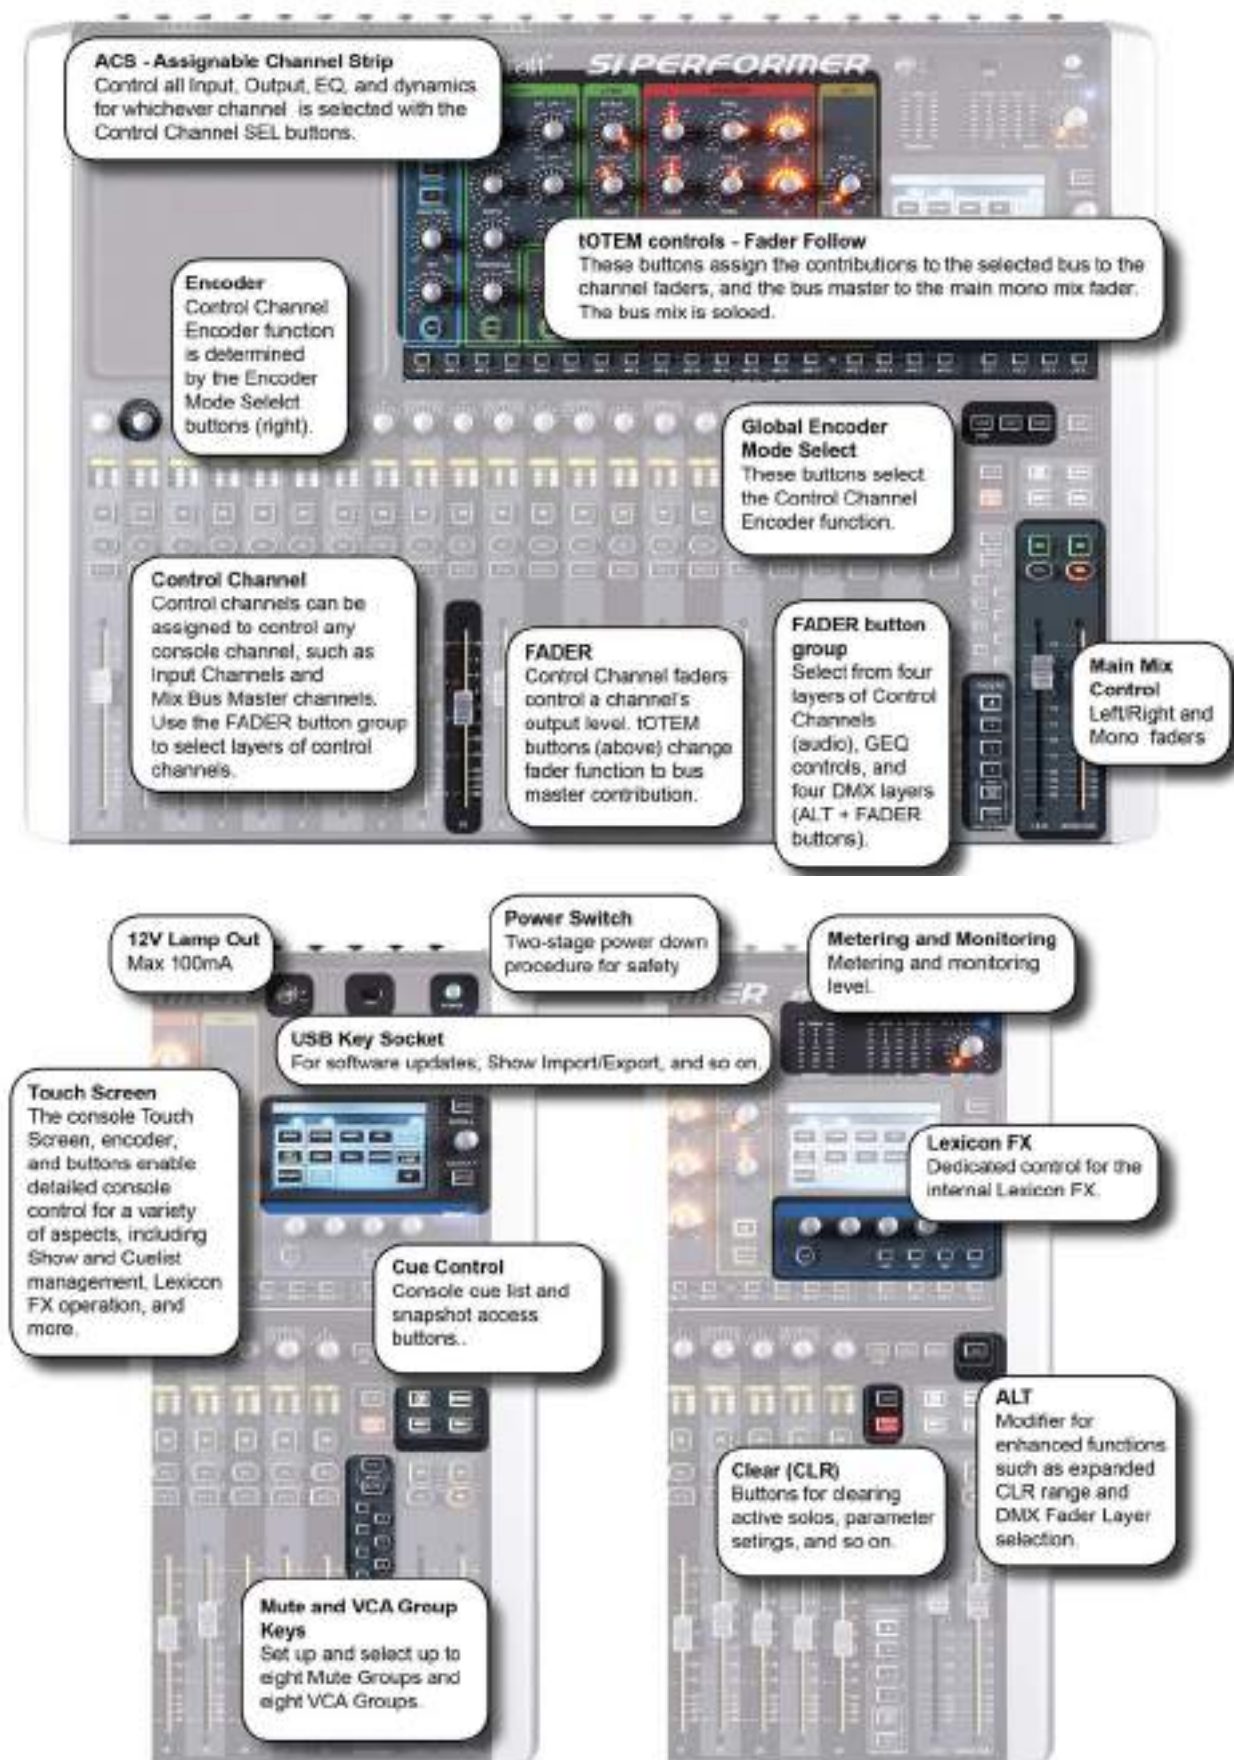 ACS - Assignable Channel Strip
Control all Input, Output, EQ, and dynamics
for whichever channel is selected with the
Control Channel SEL buttons.
SI PERFORMER
tOTEM controls - Fader Follow
These buttons assign the contributions to the selected bus to the
channel faders, and the bus master to the main mono mix fader.
The bus mix is soloed.
Encoder
Control Channel
Encoder function
is determined
by the Encoder
Mode Selelct
buttons (right).
Global Encoder
Mode Select
These buttons select
the Control Channel
Encoder function.
Control Channel
Control channels can be
assigned to control any
console channel, such as
Input Channels and
Mix Bus Master channels.
Use the FADER button group
to select layers of control
channels.
FADER
Control Channel faders
control a channel's
output level. tOTEM
buttons (above) change
fader function to bus
master contribution.
FADER button
group
Select from four
layers of Control
Channels
(audio), GEQ
controls, and
four DMX layers
(ALT + FADER
buttons).
Main Mix
Control
Left/Right and
Mono faders
12V Lamp Out
Max 100mA
Power Switch
Two-stage power down
procedure for safety
Metering and Monitoring
Metering and monitoring
level.
USB Key Socket
For software updates, Show Import/Export, and so on.
Touch Screen
The console Touch
Screen, encoder,
and buttons enable
detailed console
control for a variety
of aspects, including
Show and Cuelist
management, Lexicon
FX operation, and
more.
Lexicon FX
Dedicated control for the
internal Lexicon FX.
Cue Control
Console cue list and
snapshot access
buttons..
ALT
Modifier for
enhanced functions
such as expanded
CLR range and
DMX Fader Layer
selection.
Clear (CLR)
Buttons for clearing
active solos, parameter
setings, and so on.
Mute and VCA Group
Keys
Set up and select up to
eight Mute Groups and
eight VCA Groups.